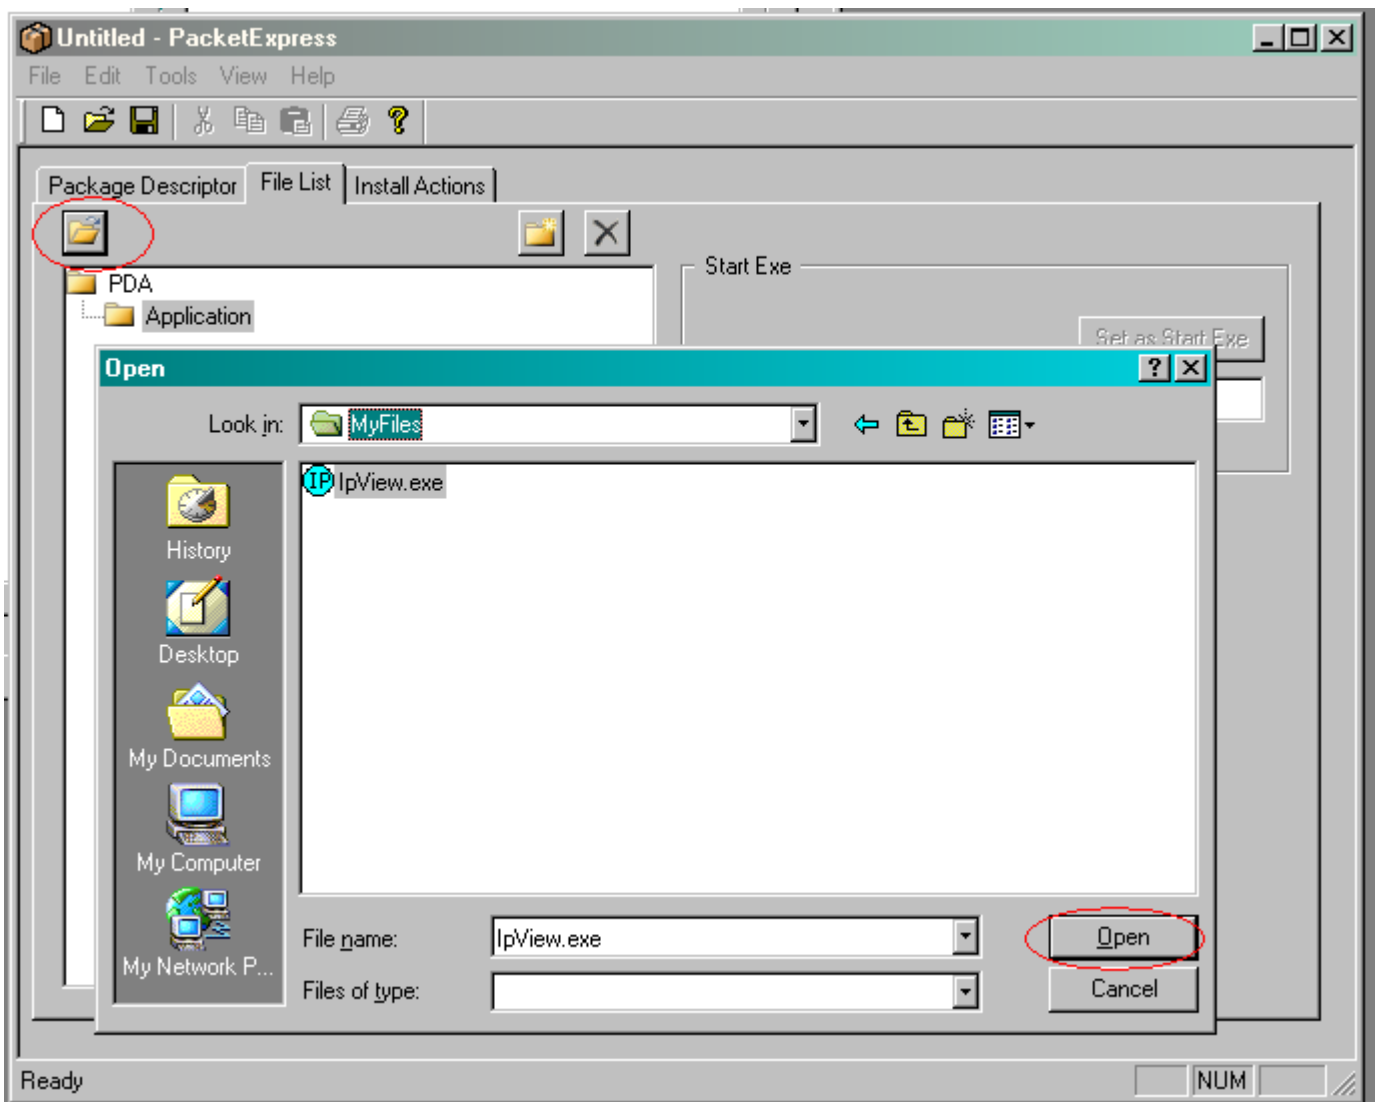 Untitled - PacketExpress
File Edit Tools View Help
Package Descriptor File List Install Actions
PDA
Application
Start Exe
Set as Start Exe
Open
Look in: MyFiles
IP IpView.exe
History
Desktop
My Documents
My Computer
My Network P...
File name: IpView.exe Open
Files of type: Cancel
Ready NUM